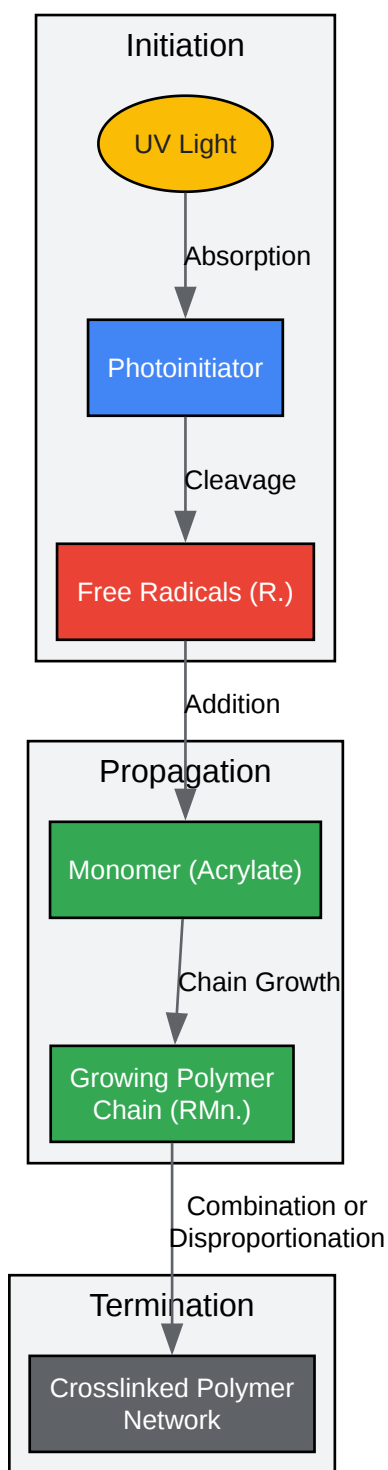 Initiation
UV Light
Absorption
Photoinitiator
Cleavage
Free Radicals (R.)
Addition
Propagation
Monomer (Acrylate)
Chain Growth
Growing Polymer
Chain (RMn.)
Combination or
Disproportionation
Termination
Crosslinked Polymer
Network